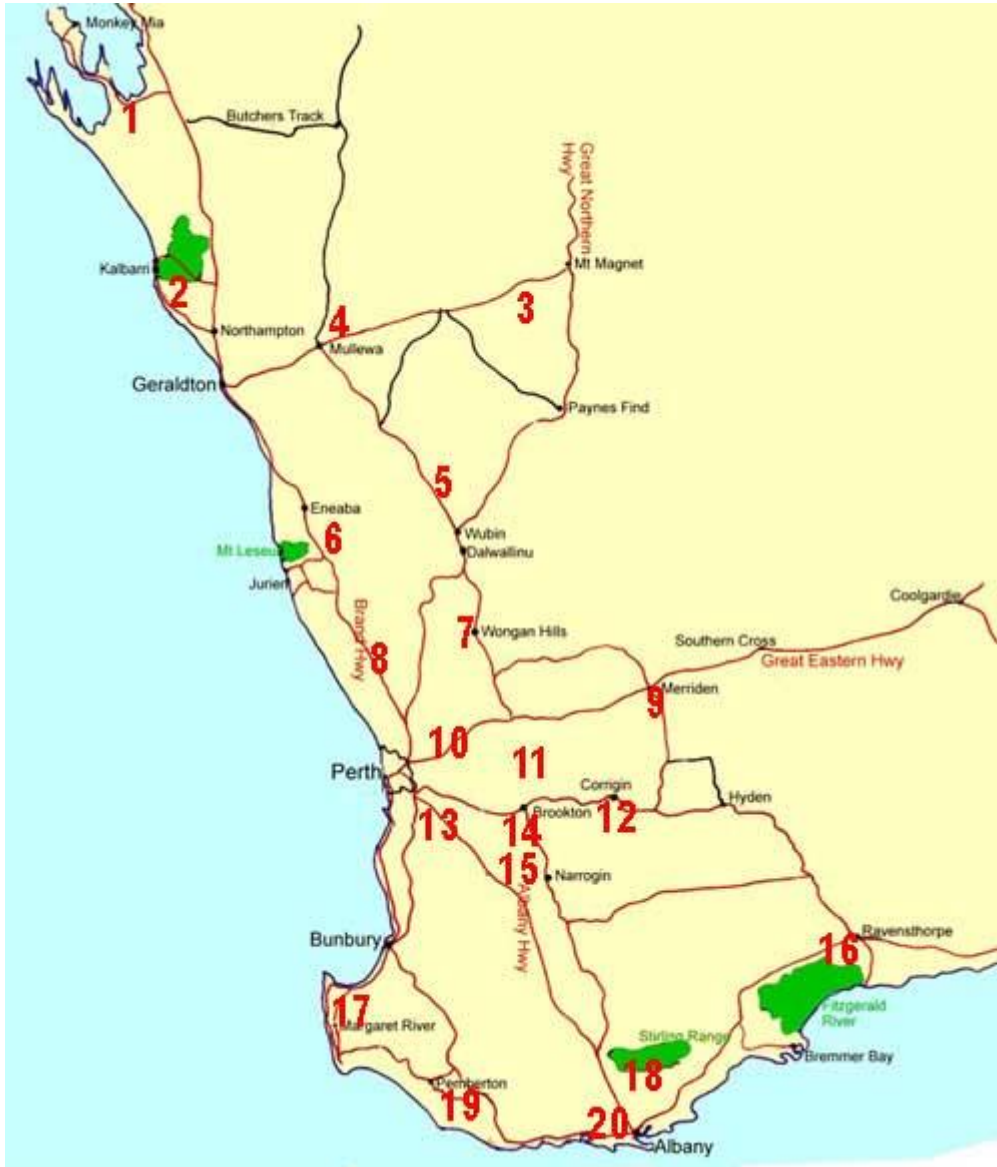 Monkey Mia
1
Butchers Track
Great Northern
Hwy
Kalbarri
2
Mt Magnet
3
4
Northampton
Mullewa
Geraldton
Paynes Find
5
Eneaba
6
Wubin
Mt Leseu
Dalwallinu
Jurien
Coolgardie
Brand Hwy
7
Wongan Hills
Southern Cross
8
Great Eastern Hwy
9
Merriden
10
11
Perth
Corrigin
Hyden
12
13
Brookton
14
15
Narrogin
Albany Hwy
Ravensthorpe
16
Bunbury
17
Margaret River
Fitzgerald
River
Stirling Range
Bremmer Bay
18
Pemberton
19
20
Albany